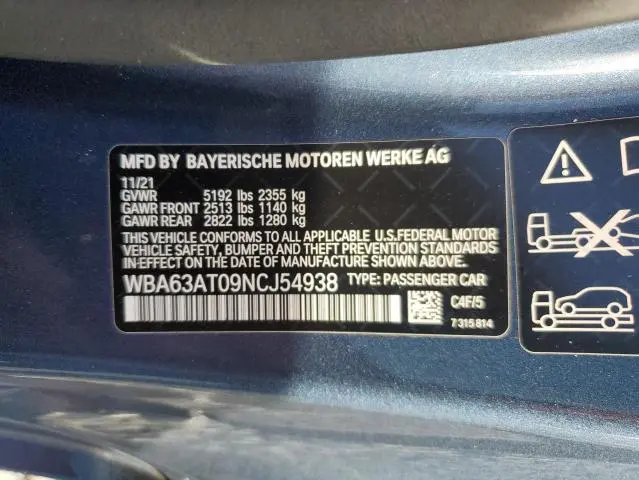 MFD BY BAYERISCHE MOTOREN WERKE AG
11/21
GVWR 5192 lbs 2355 kg
GAWR FRONT 2513 lbs 1140 kg
GAWR REAR 2822 lbs 1280 kg
THIS VEHICLE CONFORMS TO ALL APPLICABLE U.S.FEDERAL MOTOR
VEHICLE SAFETY, BUMPER, AND THEFT PREVENTION STANDARDS
IN-EFFECT ON THE DATE OF MANUFACTURE SHOWN ABOVE.
WBA63AT09NCJ54938 TYPE: PASSENGER CAR
C4F/5
7 315 814